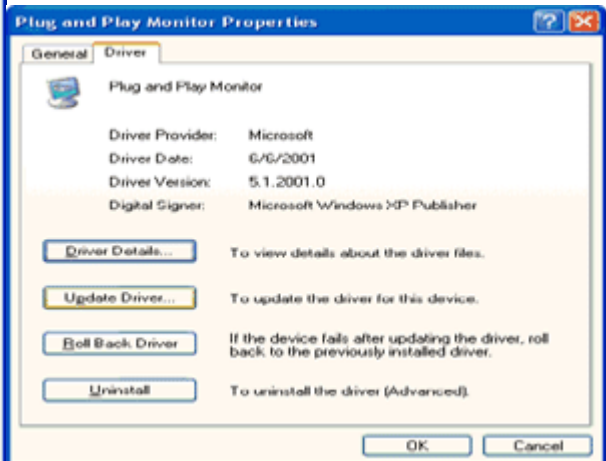 Plug and Play Monitor Properties
General Driver
Plug and Play Monitor
Driver Provider: Microsoft
Driver Date: 6/6/2001
Driver Version: 5.1.2001.0
Digital Signer: Microsoft Windows XP Publisher
Driver Details... To view details about the driver files.
Update Driver... To update the driver for this device.
Roll Back Driver If the device fails after updating the driver, roll
back to the previously installed driver.
Uninstall To uninstall the driver (Advanced).
OK Cancel